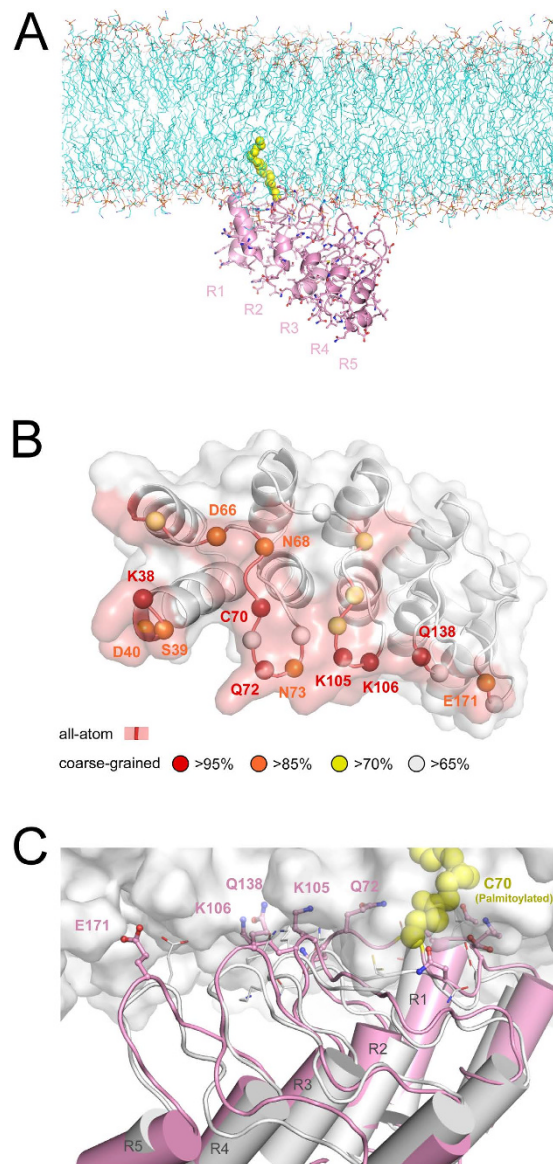 A
R1
R2
R3
R4
R5
B
D66
N68
K38
C70
Q138
D40
S39
Q72
N73
K105
K106
E171
all-atom
coarse-grained >95% >85% >70% >65%
C
Q138
K105
Q72
C70
(Palmitoylated)
E171
K106
R1
R2
R3
R5
R4